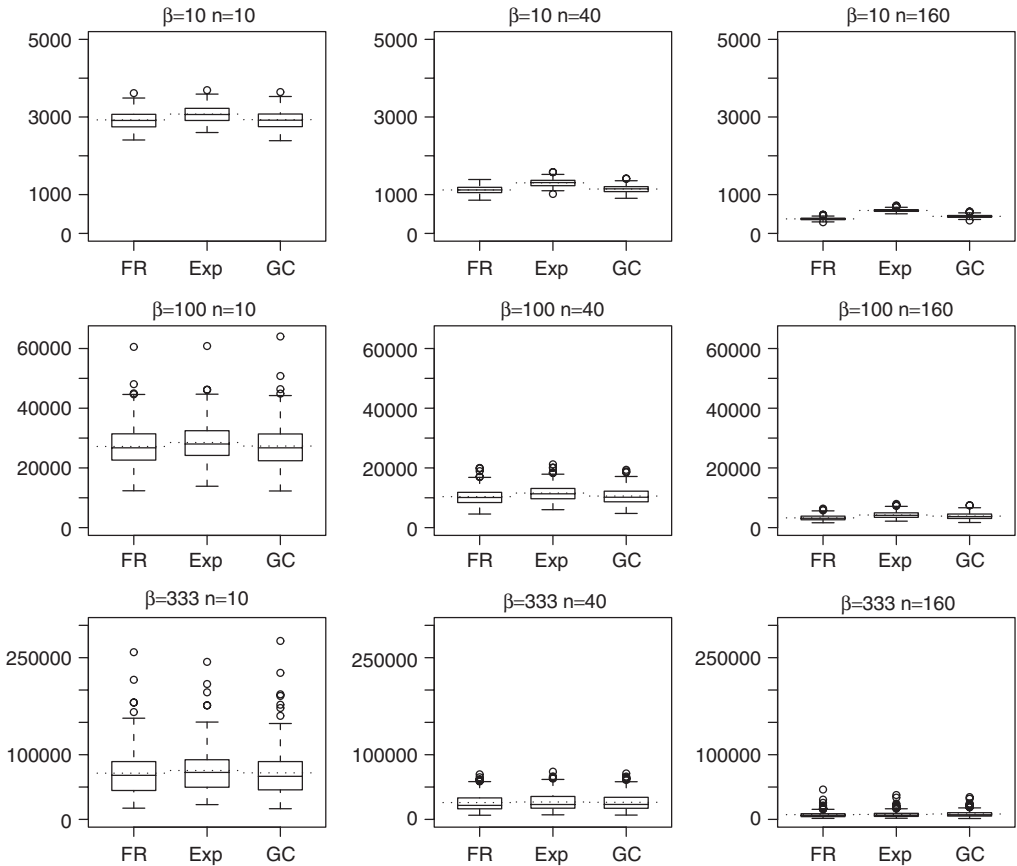 β=10 n=10
β=10 n=40
β=10 n=160
5000
3000
1000
0
FR Exp GC
5000
3000
1000
0
FR Exp GC
5000
3000
1000
0
FR Exp GC
β=100 n=10
β=100 n=40
β=100 n=160
60000
40000
20000
0
FR Exp GC
60000
40000
20000
0
FR Exp GC
60000
40000
20000
0
FR Exp GC
β=333 n=10
β=333 n=40
β=333 n=160
250000
100000
0
FR Exp GC
250000
100000
0
FR Exp GC
250000
100000
0
FR Exp GC